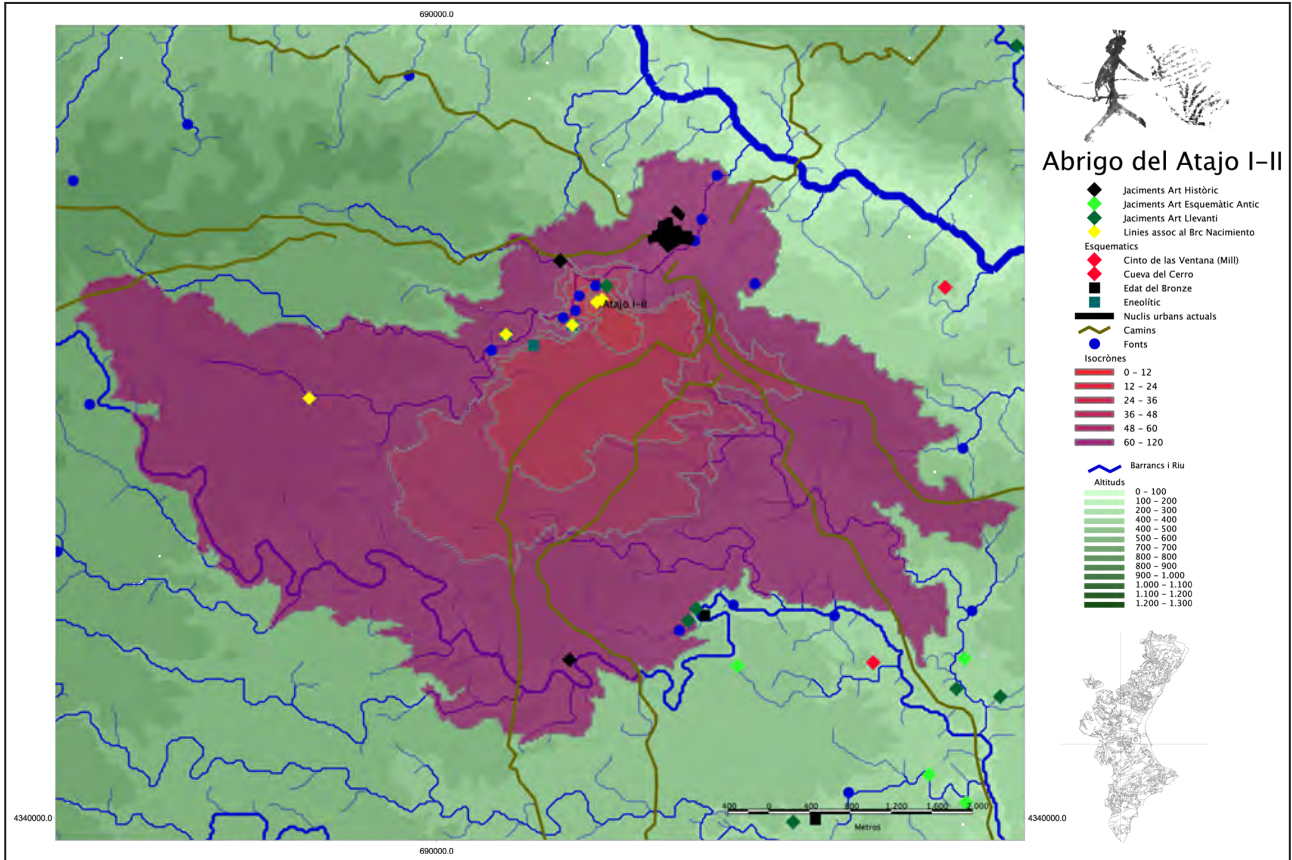 690000.0
Abrigo del Atajo I-II
Jaciments Art Històric
Jaciments Art Esquemàtic Antic
Jaciments Art Llevanti
Linies assoc al Brc Nacimiento
Esquematics
Cinto de las Ventana (Mill)
Cueva del Cerro
Edat del Bronze
Eneolític
Nuclis urbans actuals
Camins
Fonts
Isocrònes
0 - 12
12 - 24
24 - 36
36 - 48
48 - 60
60 - 120
Barrancs i Riu
Altituds
0 - 100
100 - 200
200 - 300
400 - 400
400 - 500
500 - 600
700 - 700
800 - 800
800 - 900
900 - 1.000
1.000 - 1.100
1.100 - 1.200
1.200 - 1.300
Atajo I-II
400 0 400 800 1.200 1.600 2.000
Metros
4340000.0
4340000.0
690000.0